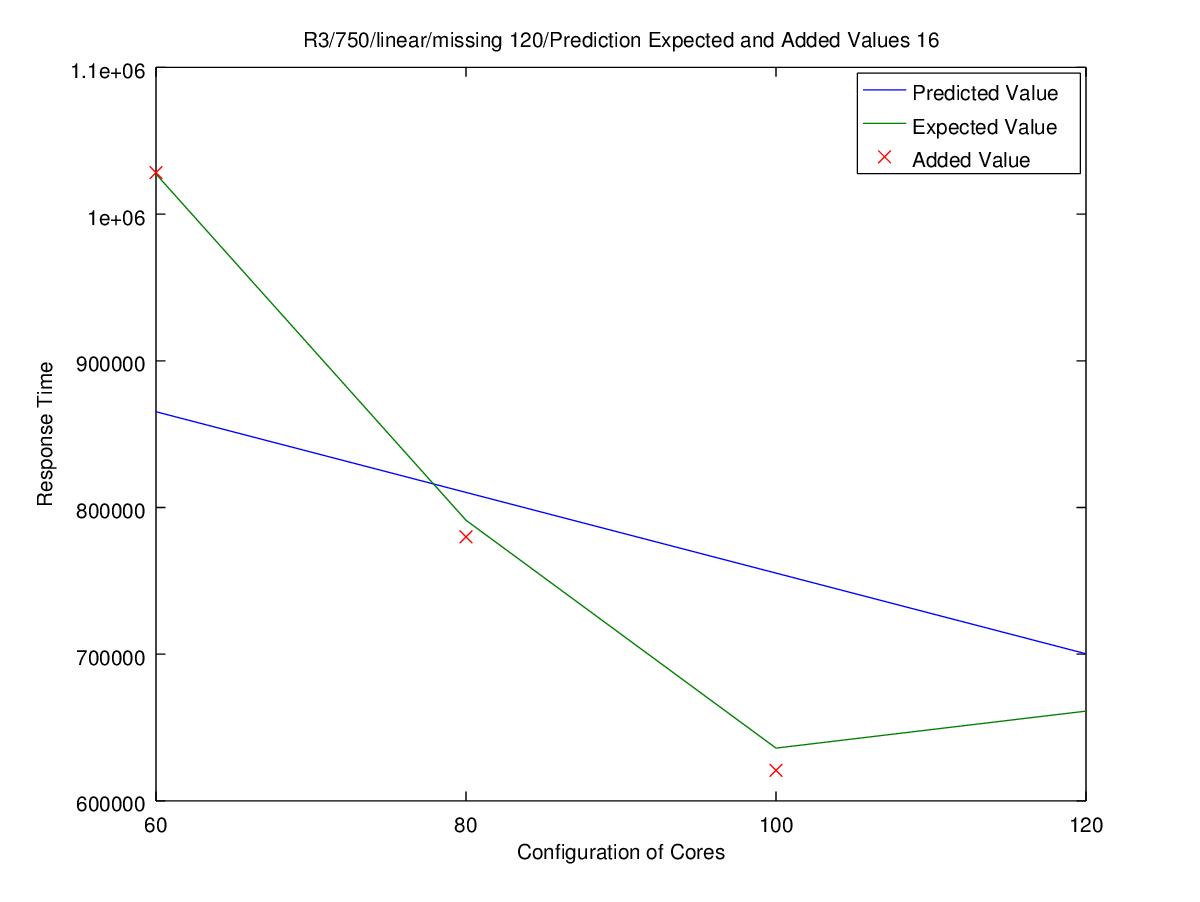 R3/750/linear/missing 120/Prediction Expected and Added Values 16
1.1e+06
Predicted Value
Expected Value
Added Value
1e+06
900000
800000
700000
600000
Response Time
60
80
100
120
Configuration of Cores